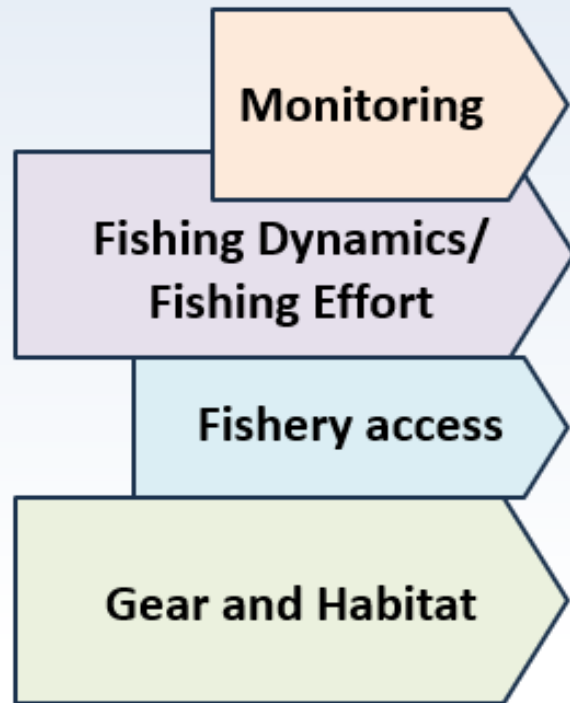 Monitoring
Fishing Dynamics/
Fishing Effort
Fishery access
Gear and Habitat